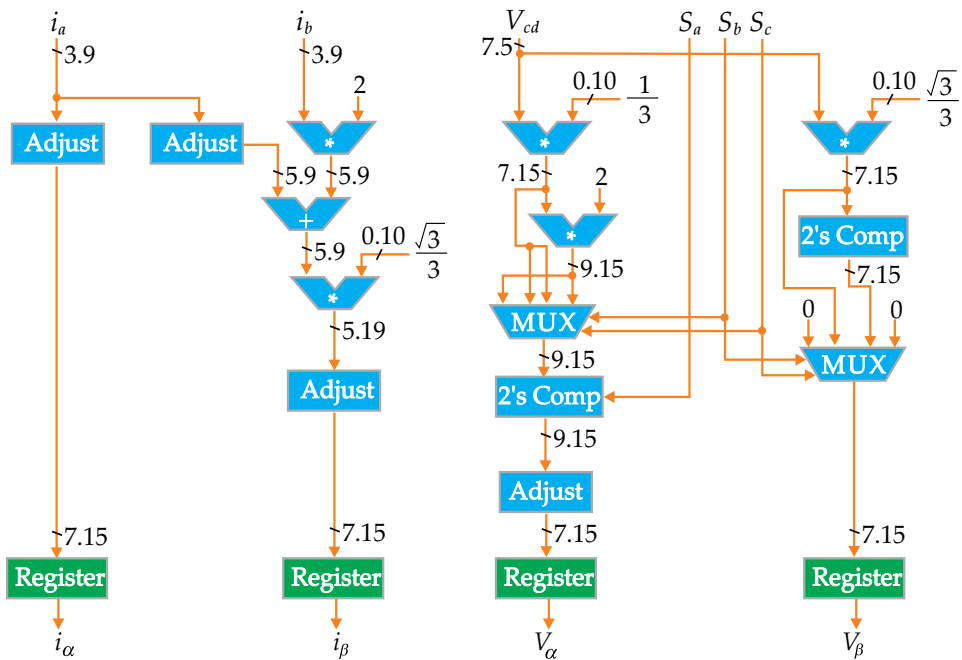 i_a i_b V_cd S_a S_b S_c
3.9 3.9 7.5
2 0.10 1/3 0.10 √3/3
Adjust Adjust * * *
5.9 5.9 7.15 2 7.15
+ * 2's Comp
5.9 0.10 √3/3 9.15 7.15
* MUX 0 0
5.19 9.15 MUX
Adjust 2's Comp
9.15
Adjust
7.15 7.15 7.15 7.15
Register Register Register Register
i_α i_β V_α V_β